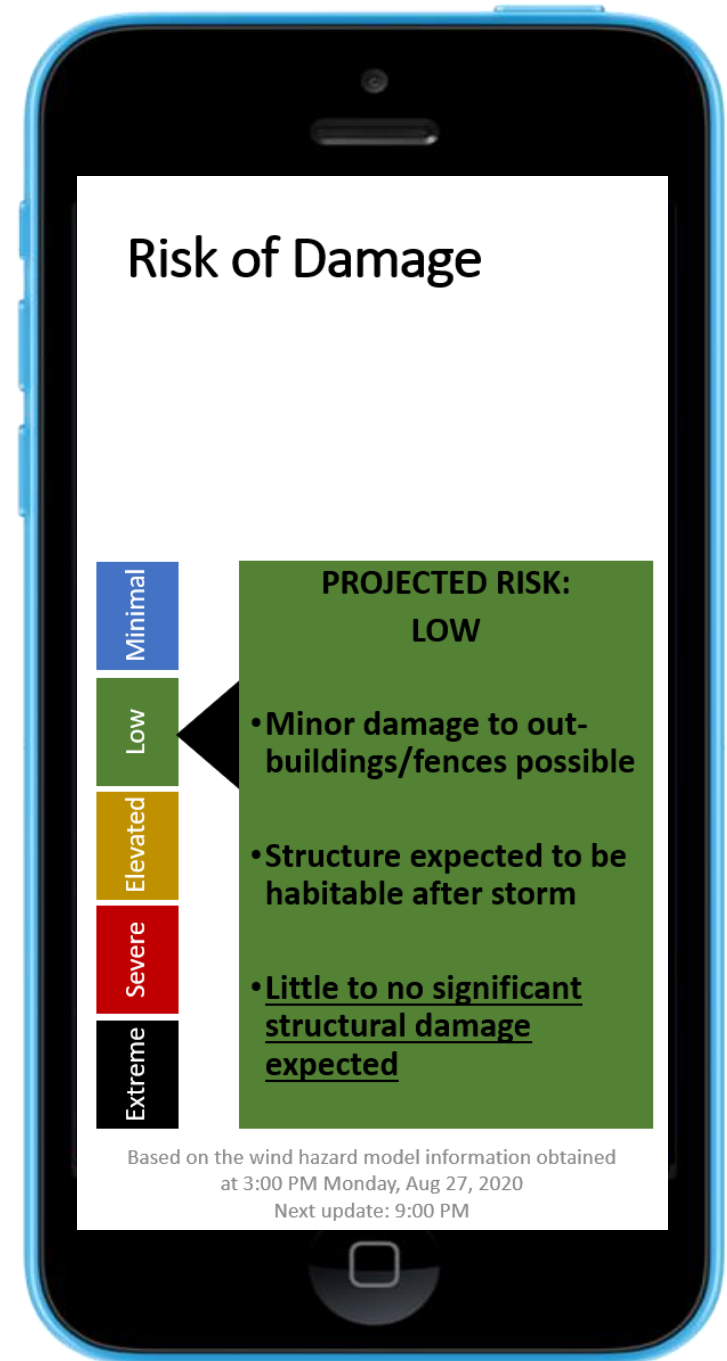 Risk of Damage
Minimal
Low
Elevated
Severe
Extreme
PROJECTED RISK:
LOW
•Minor damage to out-
buildings/fences possible
•Structure expected to be
habitable after storm
•Little to no significant
structural damage
expected
Based on the wind hazard model information obtained
at 3:00 PM Monday, Aug 27, 2020
Next update: 9:00 PM